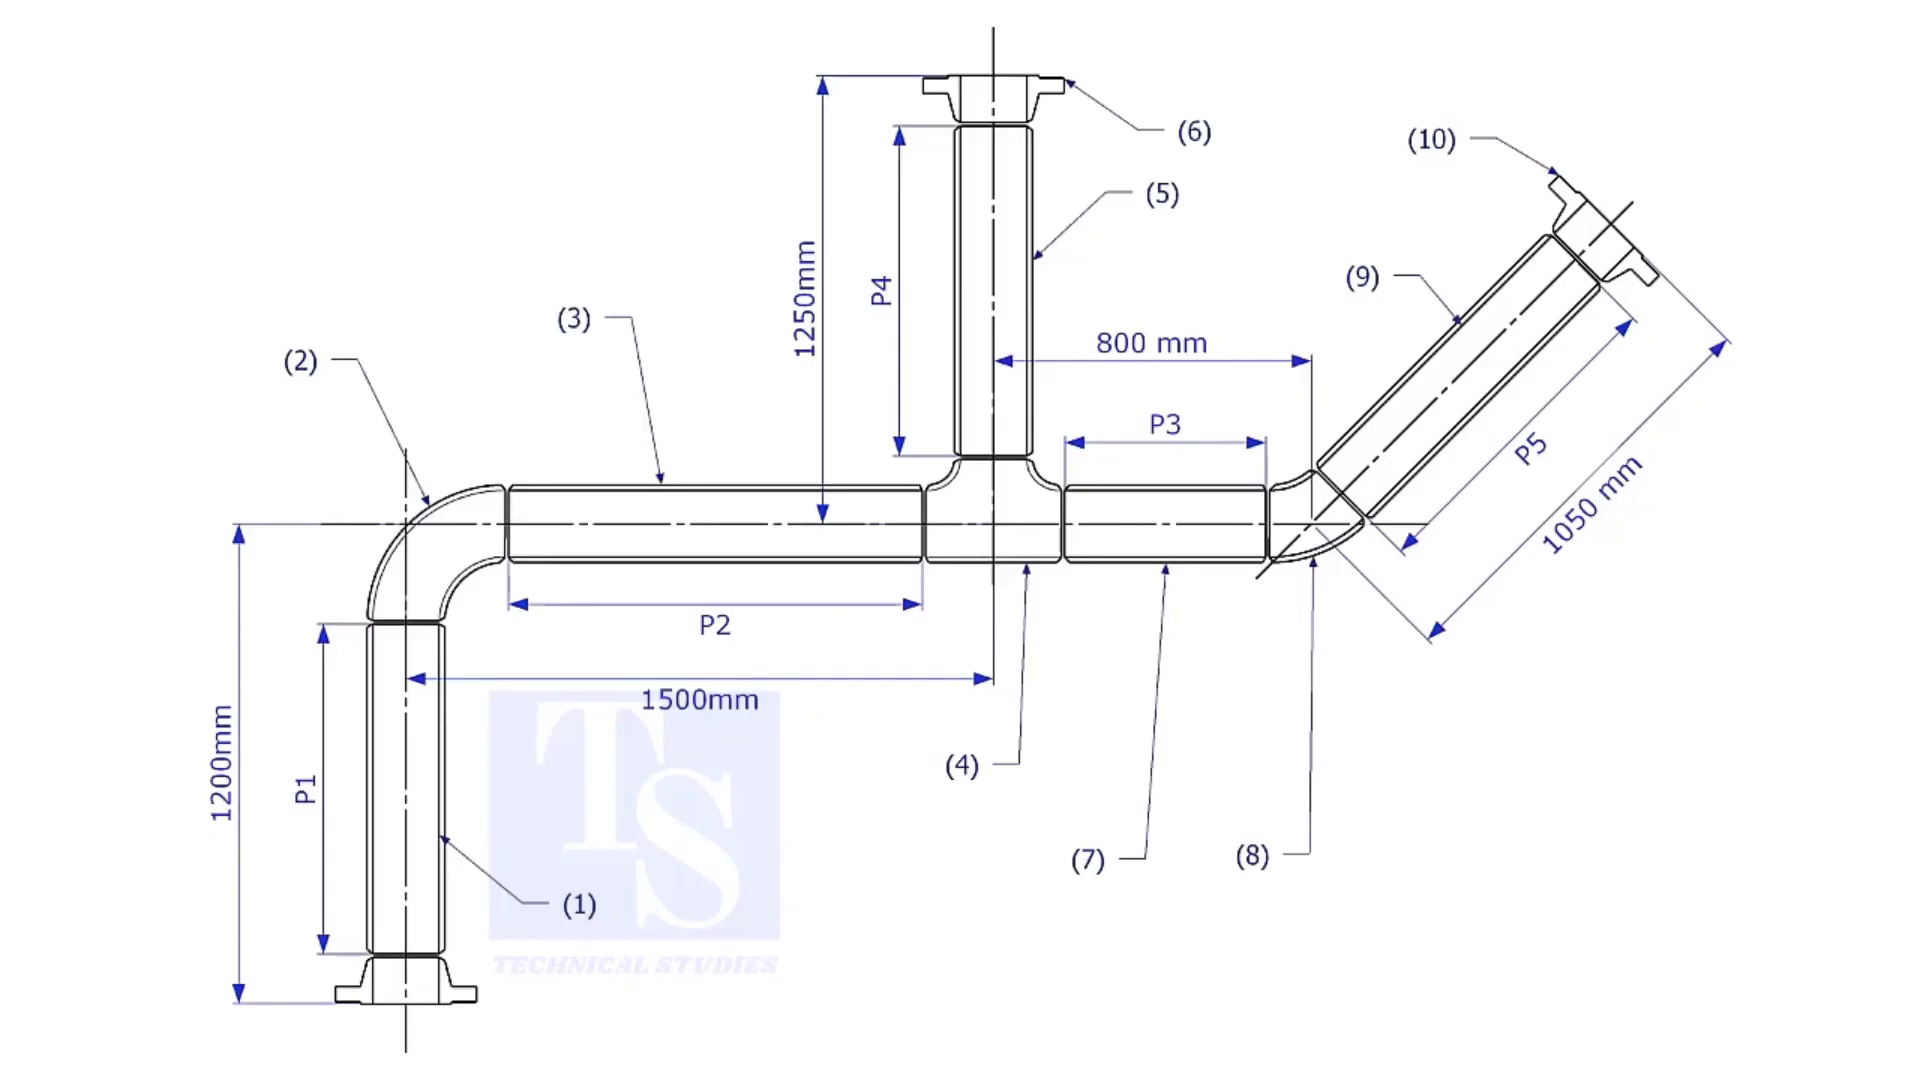 (6)
(10)
(5)
1250mm
P4
(9)
(3)
800 mm
(2)
P3
P5
1050 mm
P2
1500mm
TS
1200mm
P1
(4)
(7)
(8)
(1)
TECHNICAL STUDIES